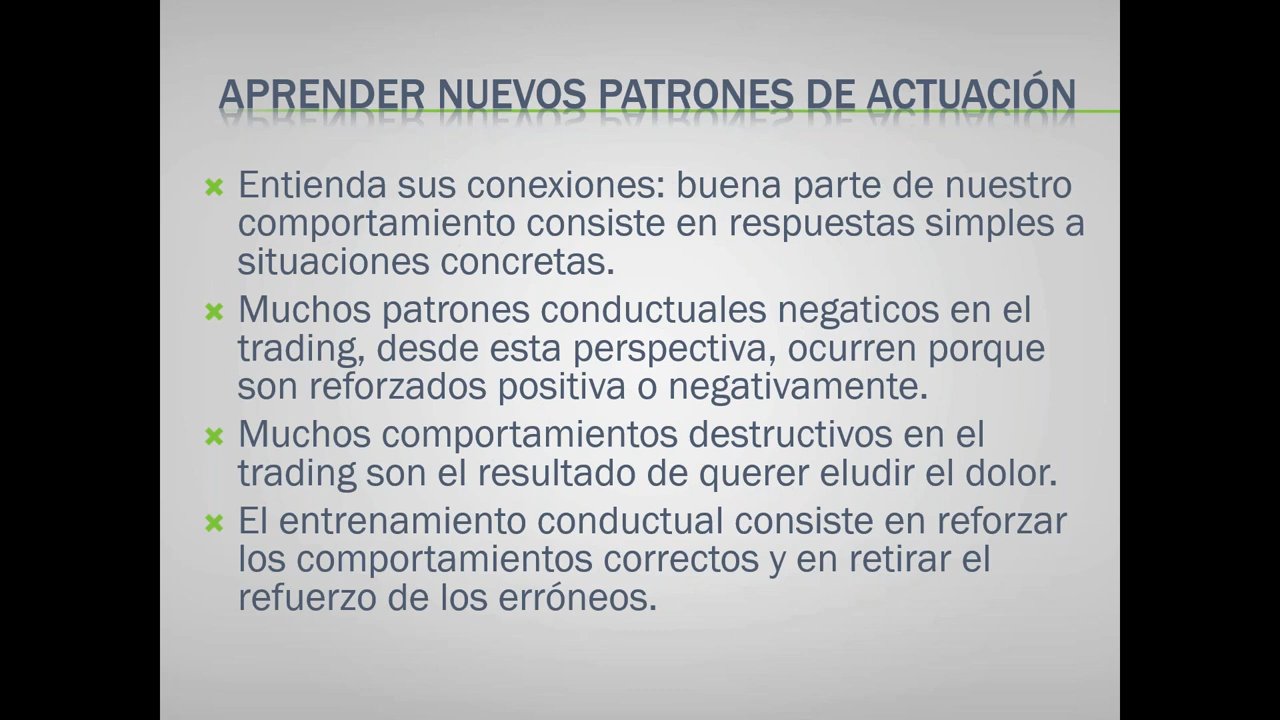 APRENDER NUEVOS PATRONES DE ACTUACIÓN
Entienda sus conexiones: buena parte de nuestro
comportamiento consiste en respuestas simples a
situaciones concretas.
Muchos patrones conductuales negaticos en el
trading, desde esta perspectiva, ocurren porque
son reforzados positiva o negativamente.
Muchos comportamientos destructivos en el
trading son el resultado de querer eludir el dolor.
El entrenamiento conductual consiste en reforzar
los comportamientos correctos y en retirar el
refuerzo de los erróneos.